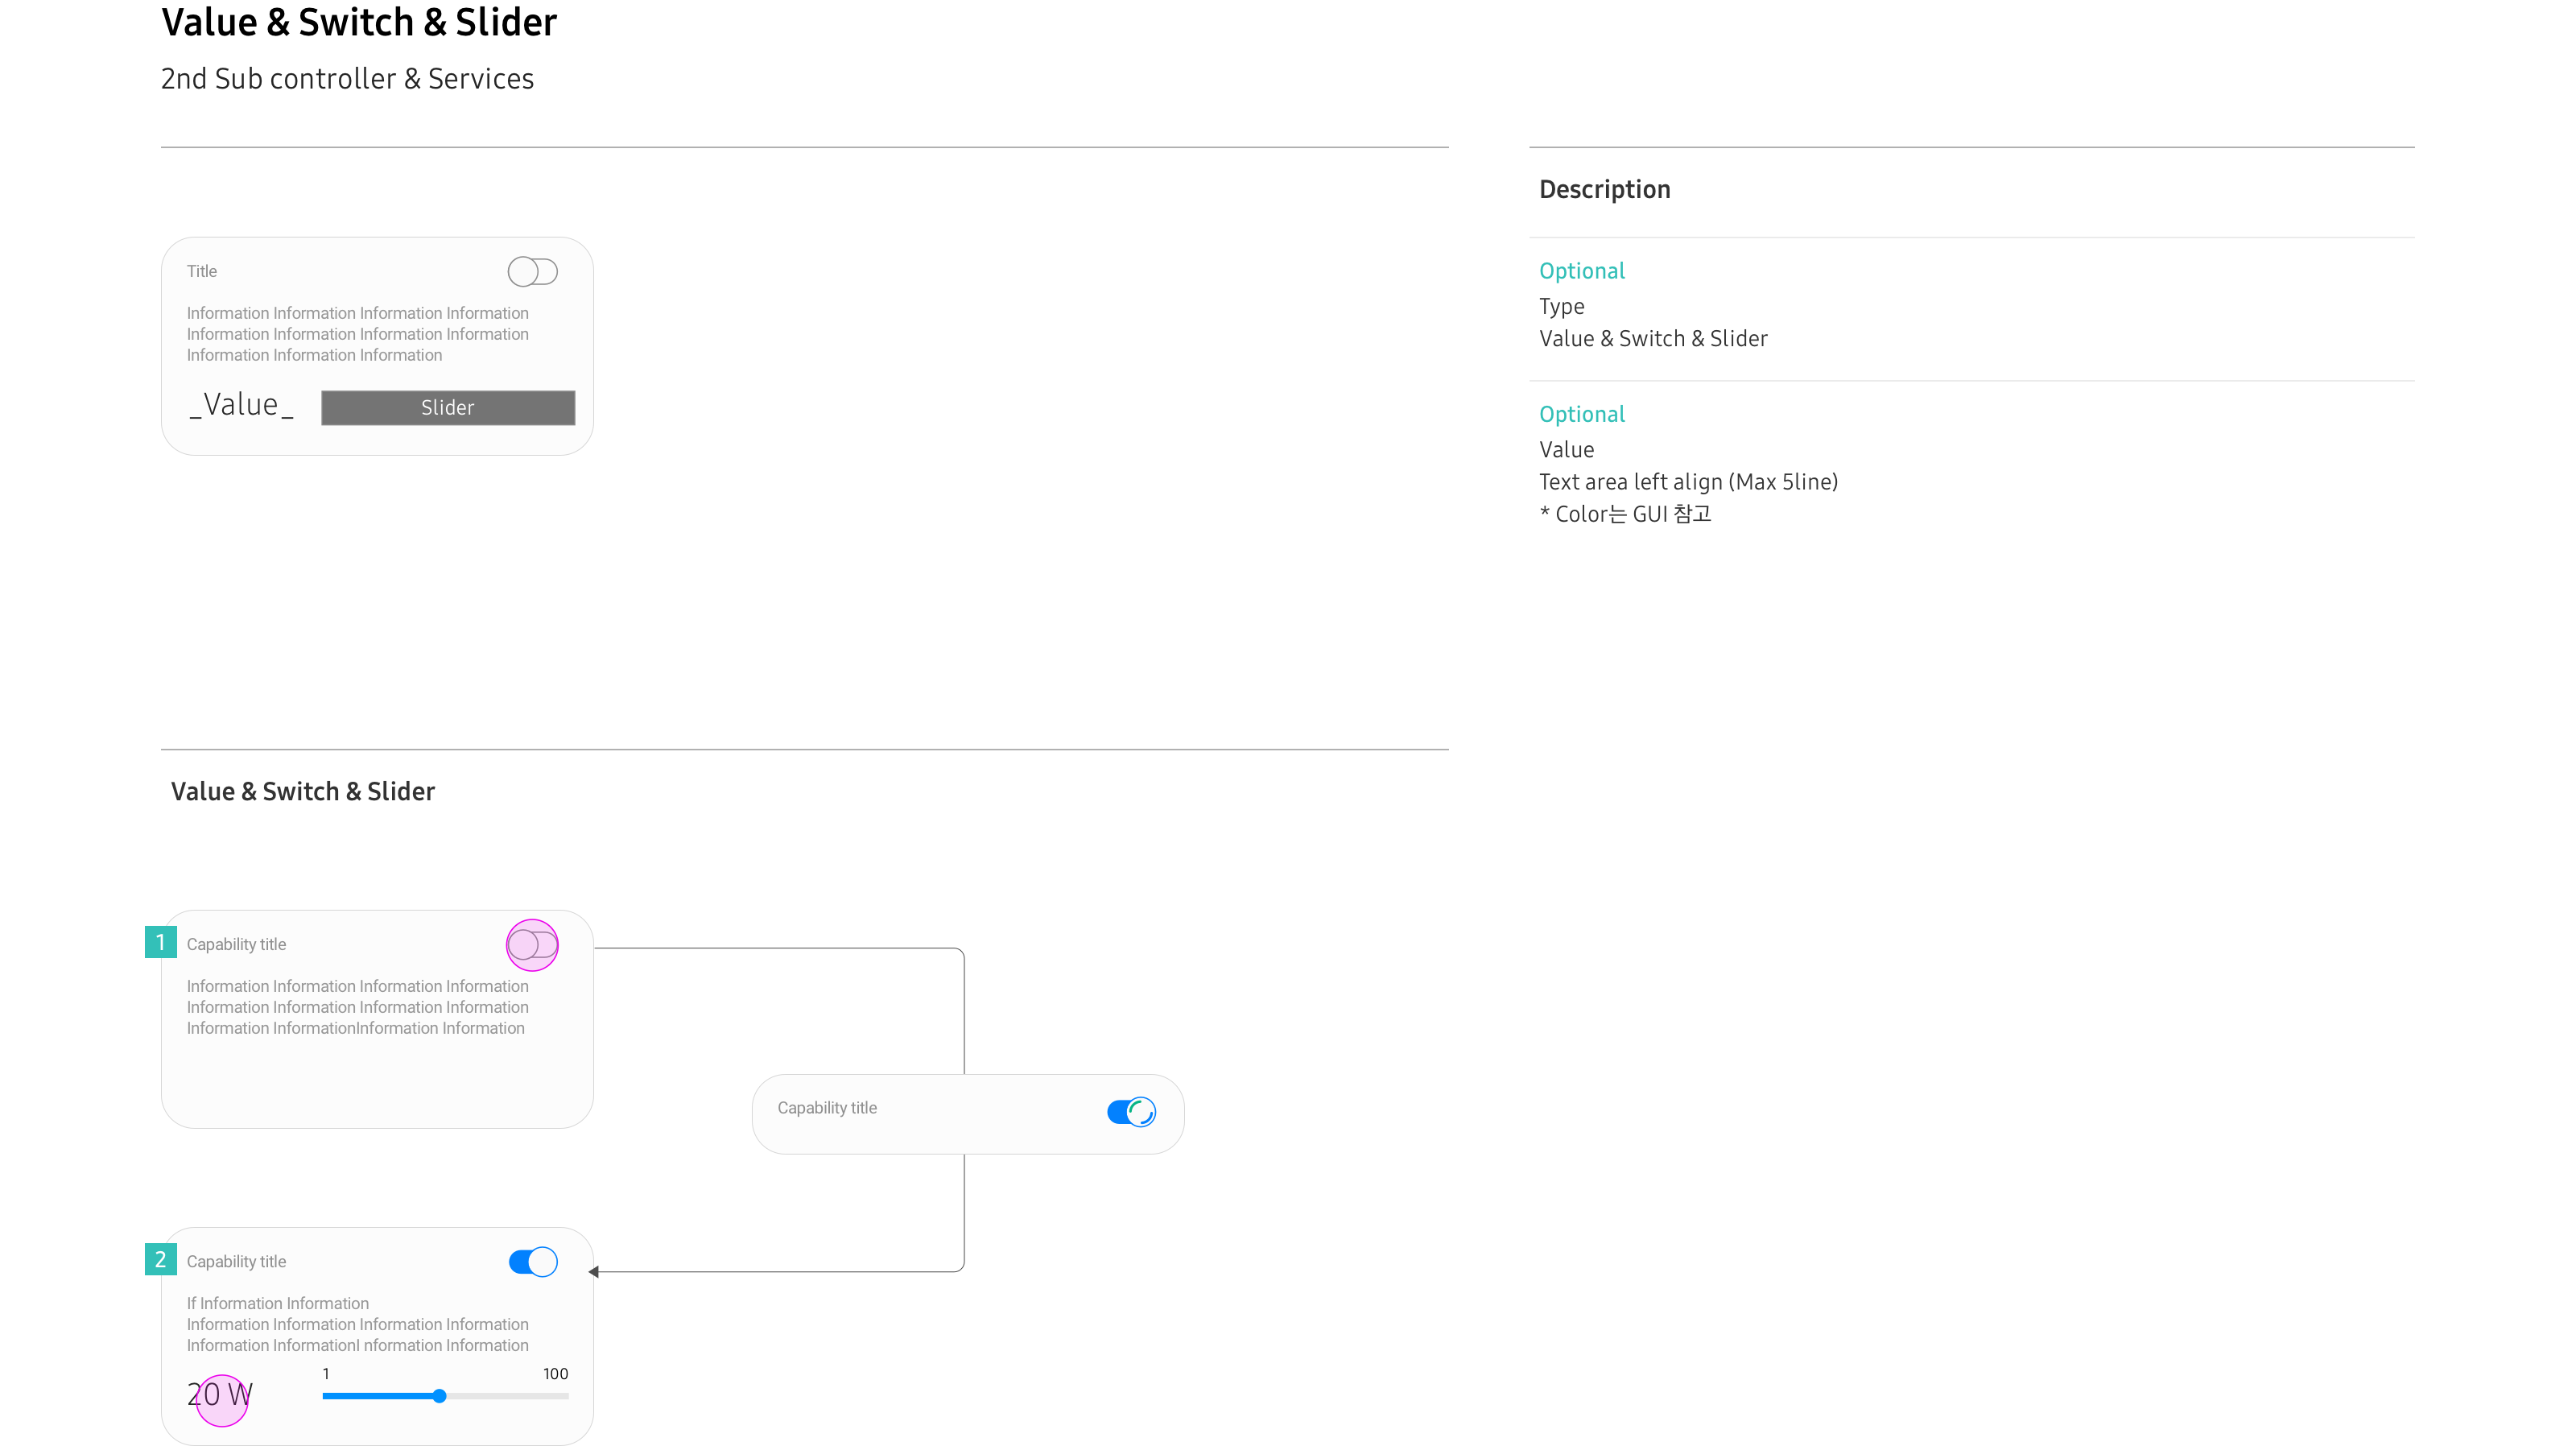 Value & Switch & Slider
2nd Sub controller & Services
Title
Information Information Information Information
Information Information Information Information
Information Information Information
_Value_
Slider
Description
Optional
Type
Value & Switch & Slider
Optional
Value
Text area left align (Max 5line)
* Color는 GUI 참고
Value & Switch & Slider
1
Capability title
Information Information Information Information
Information Information Information Information
Information InformationInformation Information
Capability title
2
Capability title
If Information Information
Information Information Information Information
Information InformationI nformation Information
1
100
20 W